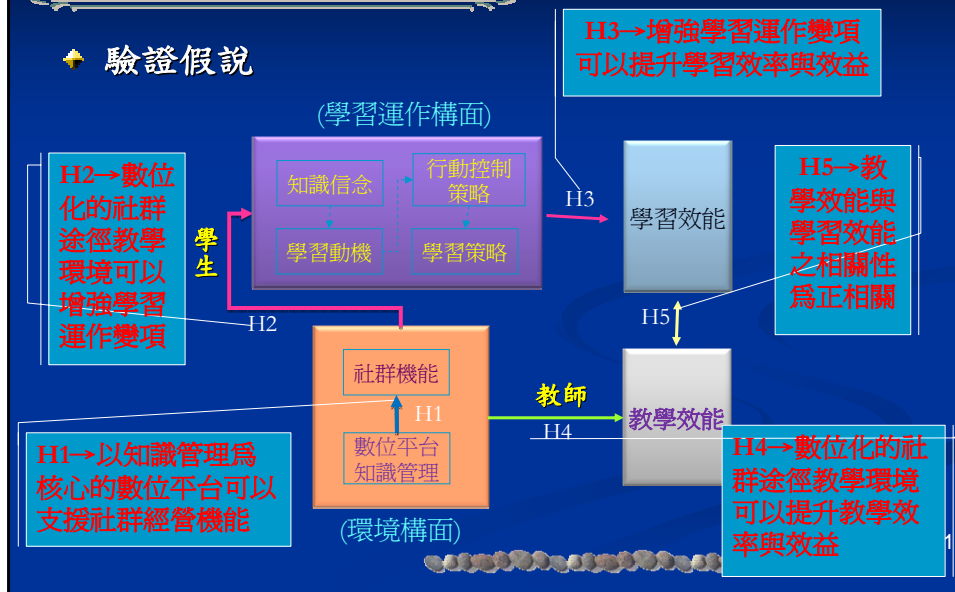 驗證假說
H3→增強學習運作變項
可以提升學習效率與效益
(學習運作構面)
H2→數位
化的社群
途徑教學
環境可以
增強學習
運作變項
學生
知識信念
行動控制
策略
學習動機
學習策略
H3
學習效能
H5→教
學效能與
學習效能
之相關性
為正相關
H2
H5
社群機能
H1
數位平台
知識管理
教師
H4
教學效能
H1→以知識管理為
核心的數位平台可以
支援社群經營機能
(環境構面)
H4→數位化的社
群途徑教學環境
可以提升教學效
率與效益
1